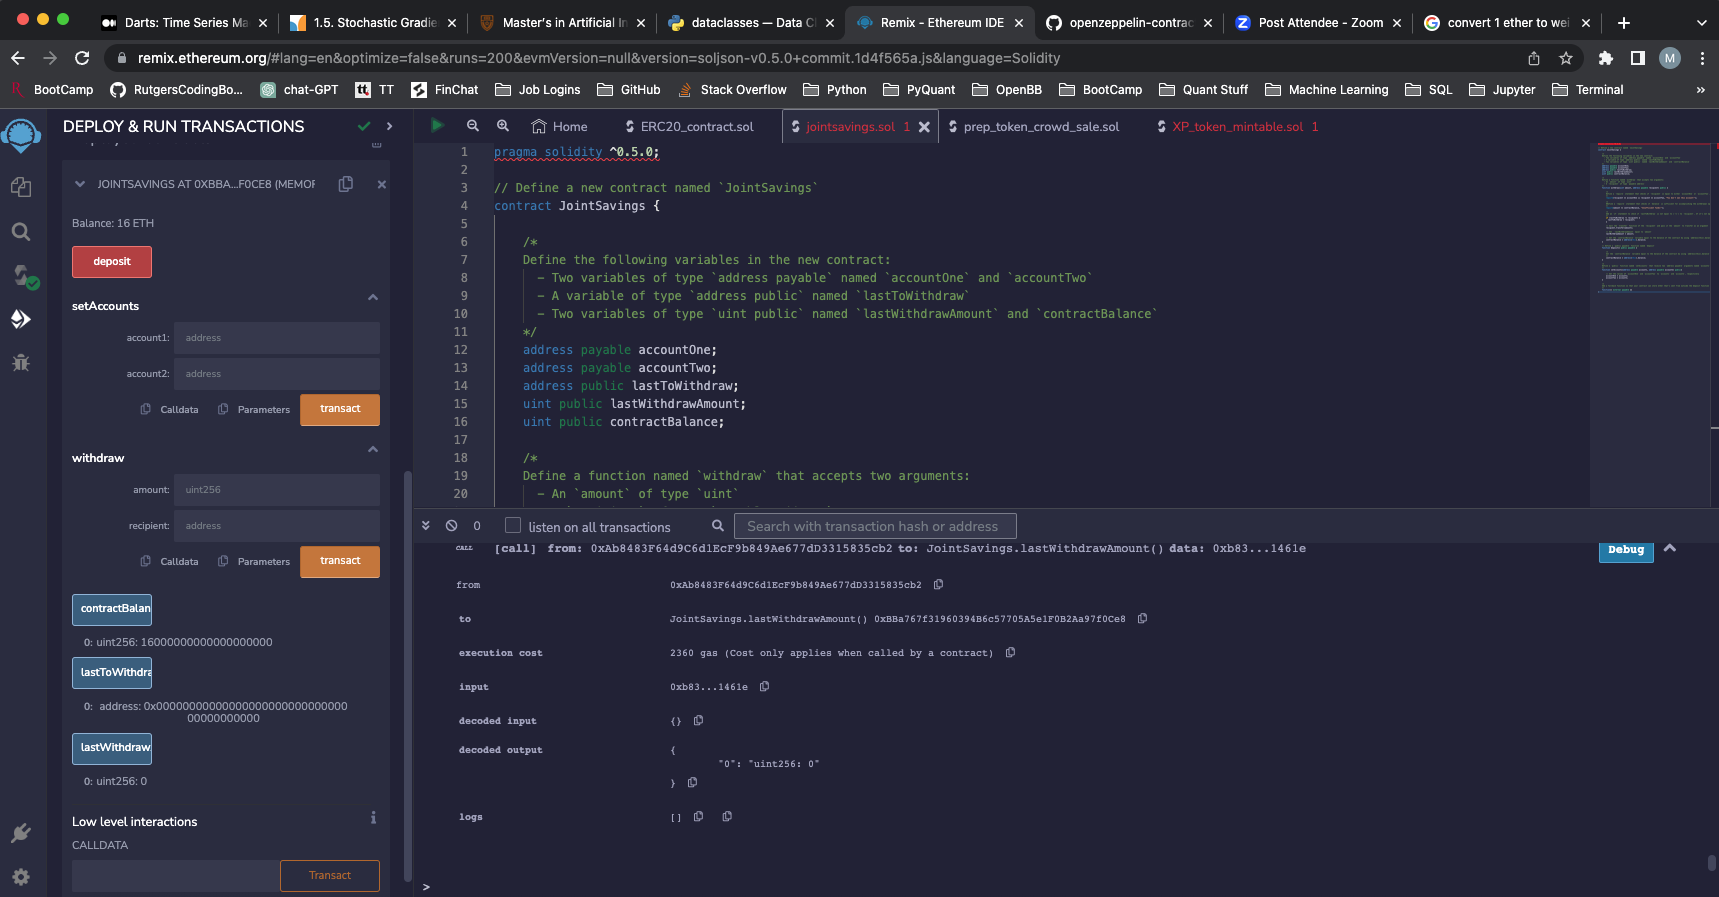 Darts: Time Series Ma
1.5. Stochastic Gradie
Master's in Artificial In
dataclasses — Data C
Remix - Ethereum IDE
openzeppelin-contrac
Post Attendee - Zoom
convert 1 ether to wei
remix.ethereum.org/#lang=en&optimize=false&runs=200&evmVersion=null&version=soljson-v0.5.0+commit.1d4f565a.js&language=Solidity
M
BootCamp
RutgersCodingBo...
chat-GPT
TT
FinChat
Job Logins
GitHub
Stack Overflow
Python
PyQuant
OpenBB
BootCamp
Quant Stuff
Machine Learning
SQL
Jupyter
Terminal
»
DEPLOY & RUN TRANSACTIONS
JOINTSAVINGS AT 0XBBA...F0CE8 (MEMOR
Balance: 16 ETH
deposit
setAccounts
account1: address
account2: address
Calldata
Parameters
transact
withdraw
amount: uint256
recipient: address
Calldata
Parameters
transact
contractBalan
0: uint256: 16000000000000000000
lastToWithdra
0: address: 0x00000000000000000000000000000
00000000000
lastWithdraw
0: uint256: 0
Low level interactions
i
CALLDATA
Transact
Home
ERC20_contract.sol
jointsavings.sol 1
prep_token_crowd_sale.sol
XP_token_mintable.sol 1
1 pragma solidity ^0.5.0;
2
3 // Define a new contract named `JointSavings`
4 contract JointSavings {
5
6 /*
7 Define the following variables in the new contract:
8 - Two variables of type `address payable` named `accountOne` and `accountTwo`
9 - A variable of type `address public` named `lastToWithdraw`
10 - Two variables of type `uint public` named `lastWithdrawAmount` and `contractBalance`
11 */
12 address payable accountOne;
13 address payable accountTwo;
14 address public lastToWithdraw;
15 uint public lastWithdrawAmount;
16 uint public contractBalance;
17
18 /*
19 Define a function named `withdraw` that accepts two arguments:
20 - An `amount` of type `uint`
0
listen on all transactions
Search with transaction hash or address
CALL [call] from: 0xAb8483F64d9C6d1EcF9b849Ae677dD3315835cb2 to: JointSavings.lastWithdrawAmount() data: 0xb83...1461e
Debug
from 0xAb8483F64d9C6d1EcF9b849Ae677dD3315835cb2
to JointSavings.lastWithdrawAmount() 0xBBa767f31960394B6c57705A5e1F0B2Aa97f0Ce8
execution cost 2360 gas (Cost only applies when called by a contract)
input 0xb83...1461e
decoded input {}
decoded output {
"0": "uint256: 0"
}
logs []
>